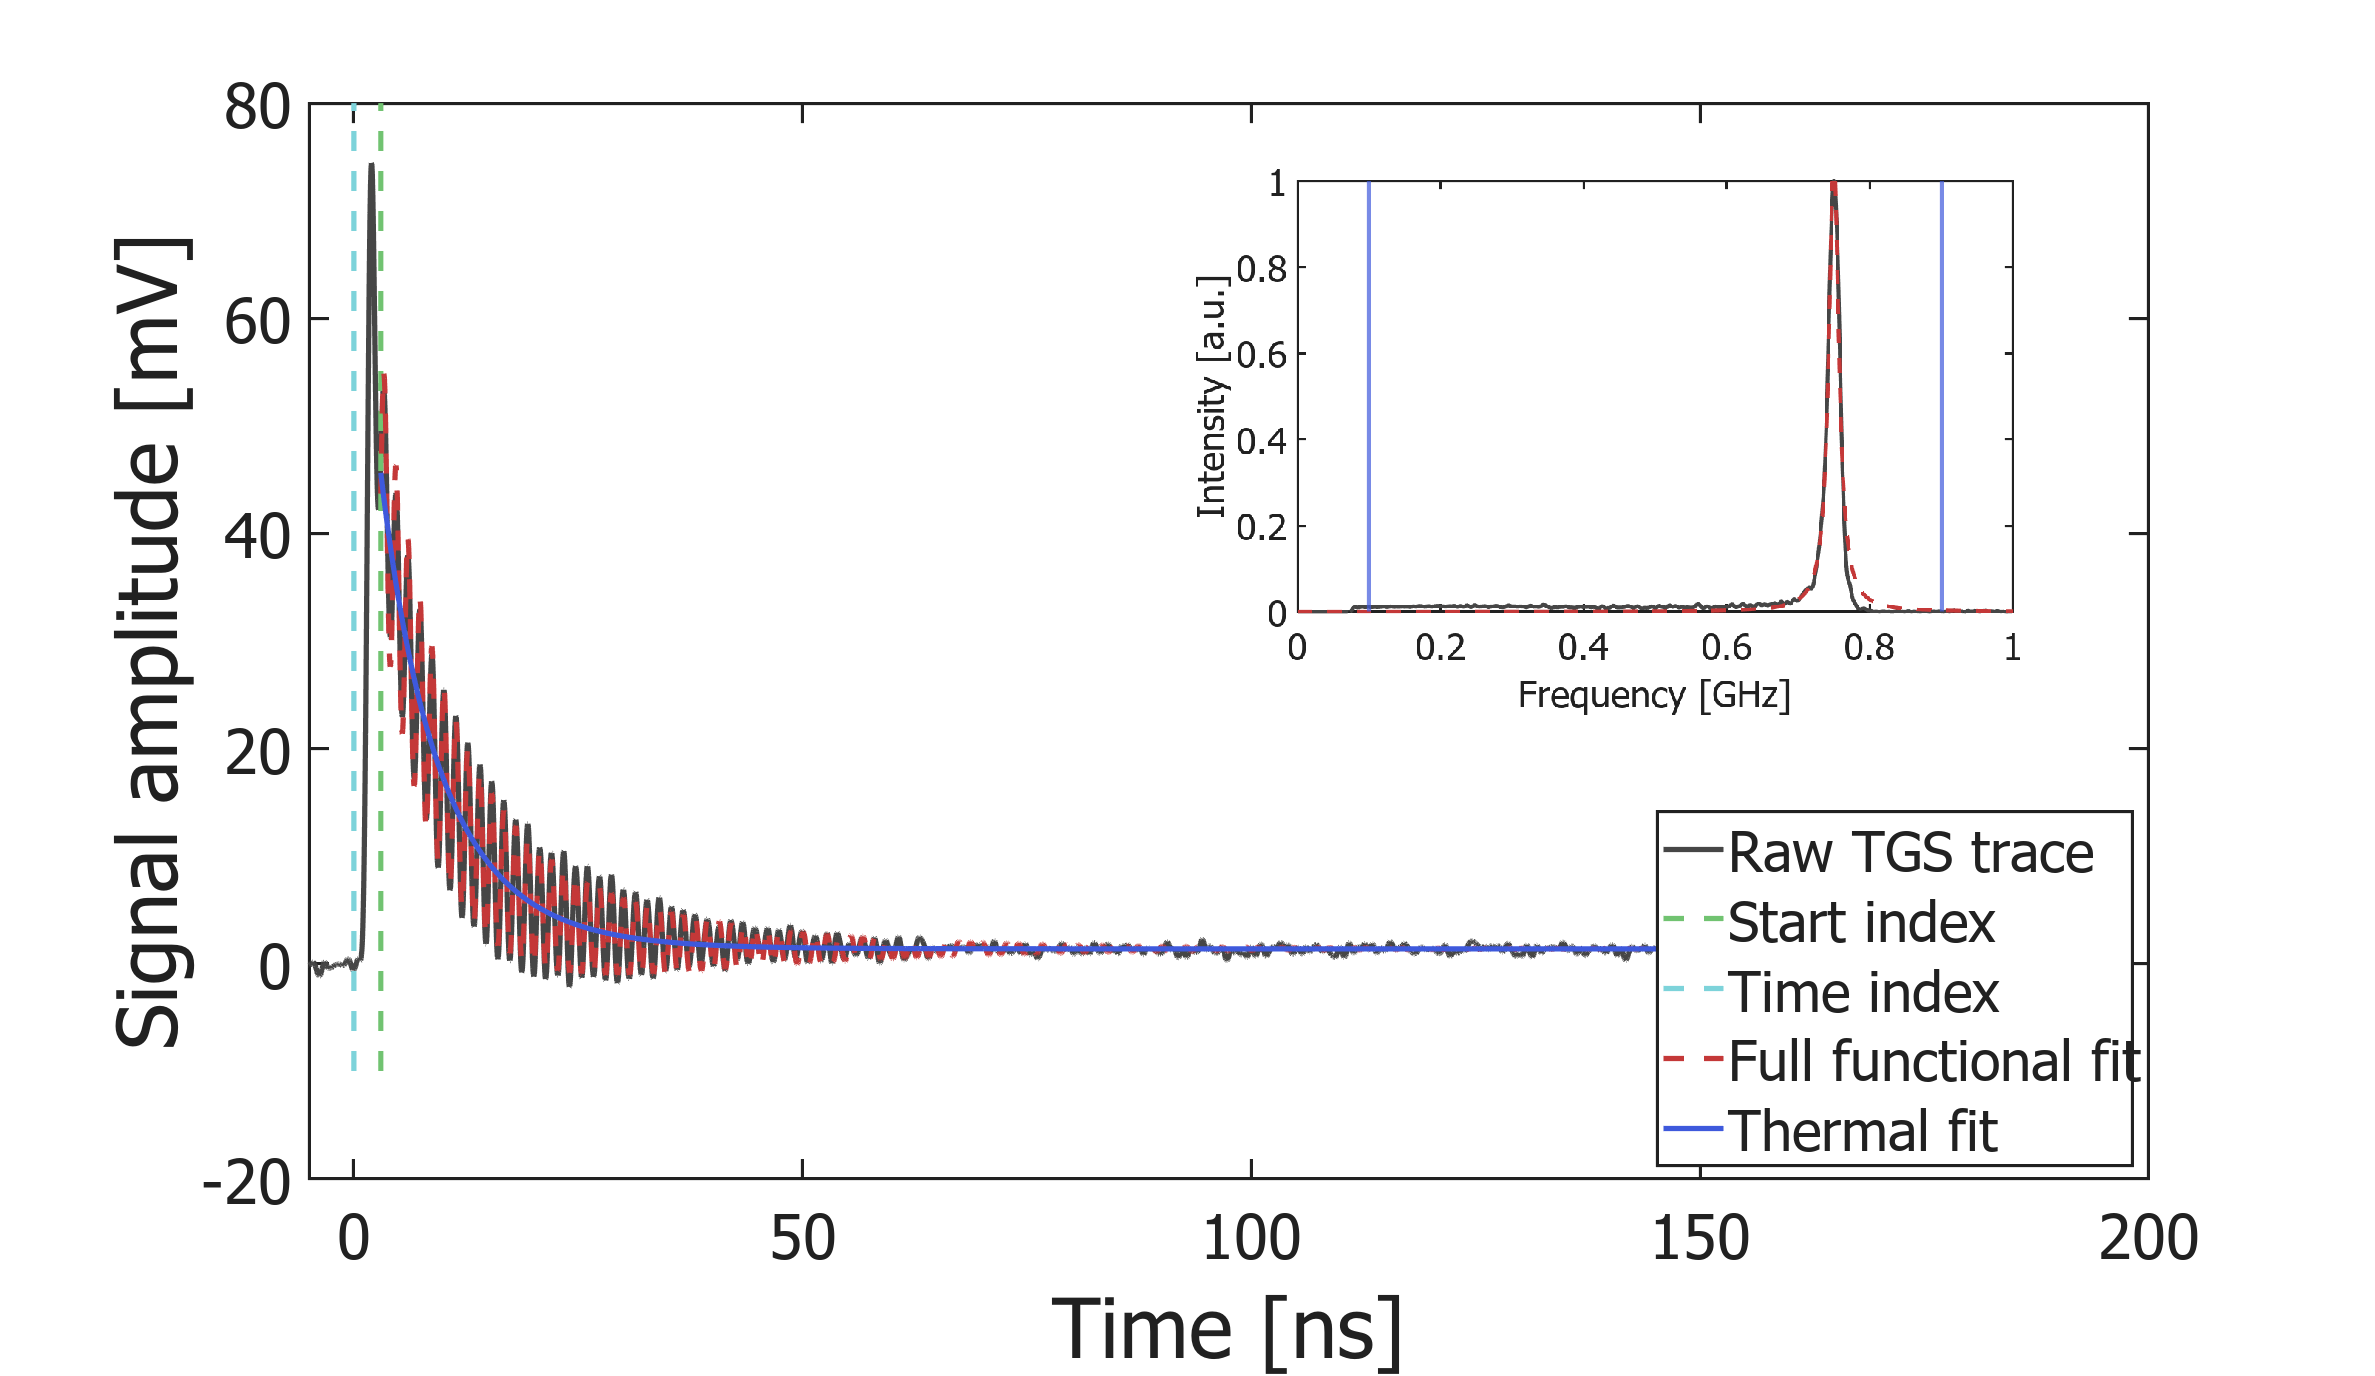 Signal amplitude [mV]
80
60
40
20
0
-20
0
50
100
150
200
Time [ns]
Intensity [a.u.]
1
0.8
0.6
0.4
0.2
0
0
0.2
0.4
0.6
0.8
1
Frequency [GHz]
Raw TGS trace
Start index
Time index
Full functional fit
Thermal fit